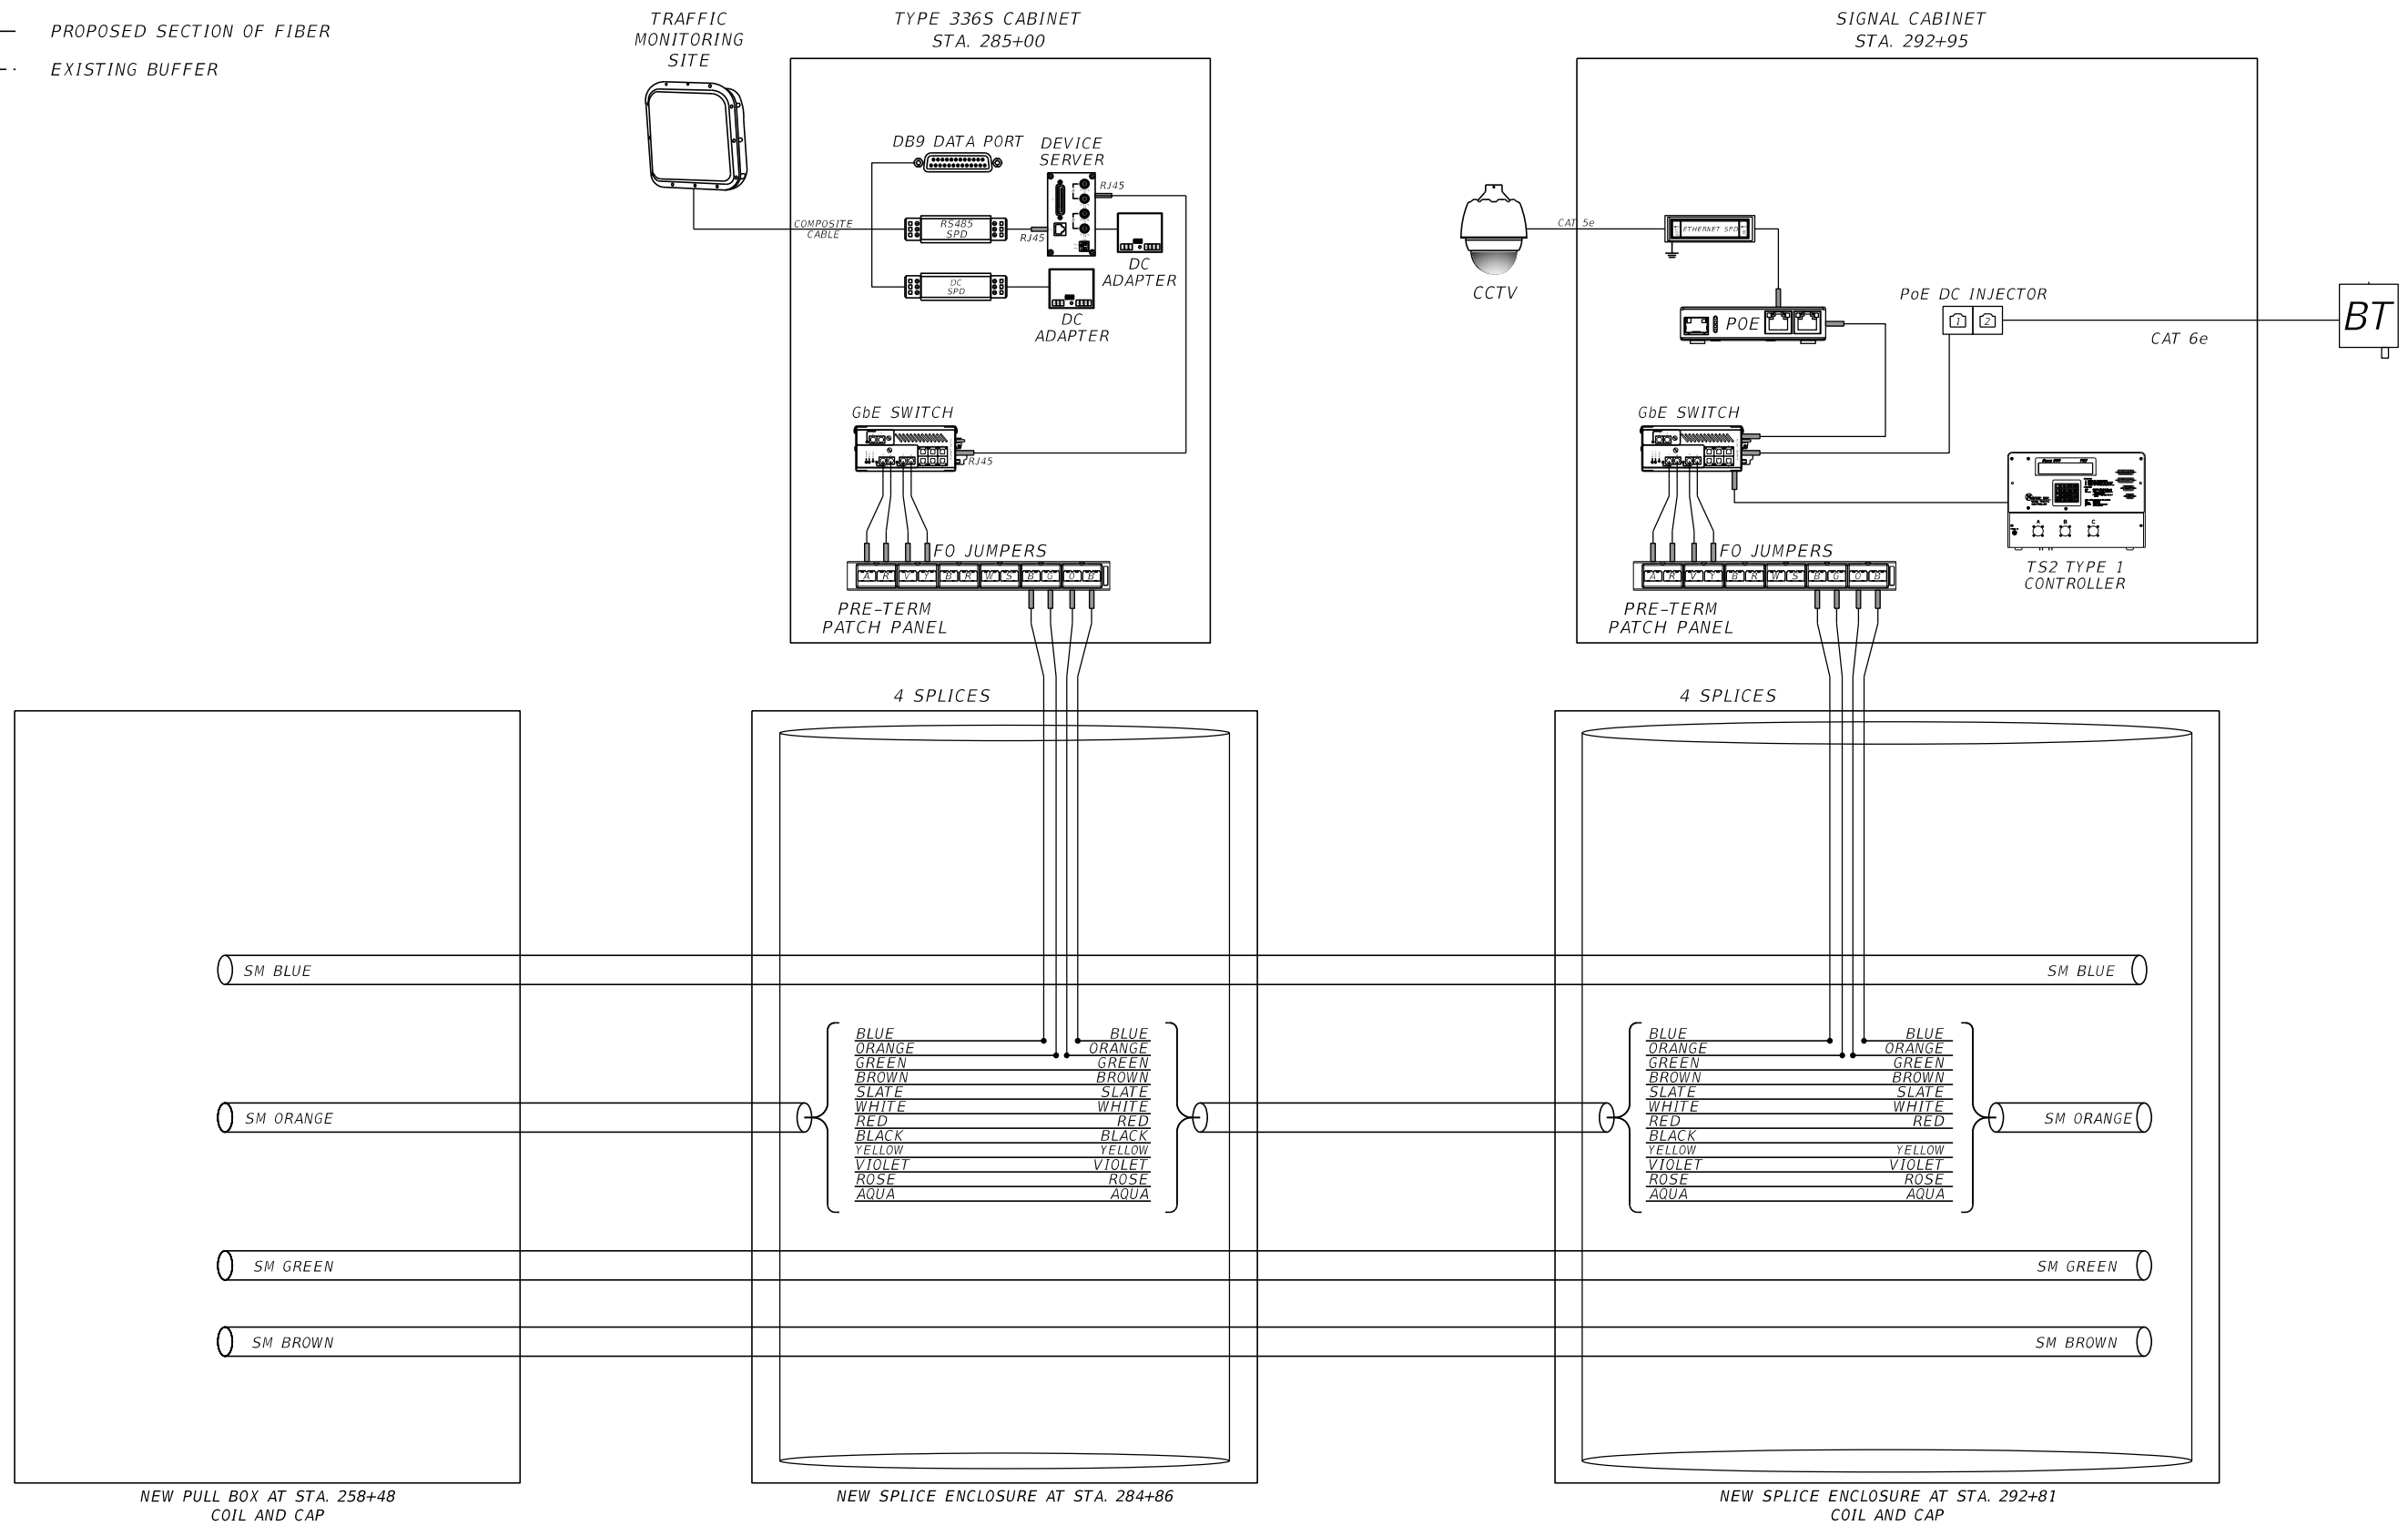 PROPOSED SECTION OF FIBER
EXISTING BUFFER
TRAFFIC
MONITORING
SITE
TYPE 336S CABINET
STA. 285+00
DB9 DATA PORT
DEVICE
SERVER
RJ45
COMPOSITE
CABLE
RS485
SPD
RJ45
DC
ADAPTER
DC
SPD
DC
ADAPTER
GbE SWITCH
RJ45
FO JUMPERS
A R V Y B R W S B G O B
PRE-TERM
PATCH PANEL
SIGNAL CABINET
STA. 292+95
CCTV
CAT 5e
ETHERNET SPD
POE
PoE DC INJECTOR
1 2
CAT 6e
BT
GbE SWITCH
A B C
TS2 TYPE 1
CONTROLLER
FO JUMPERS
A R V Y B R W S B G O B
PRE-TERM
PATCH PANEL
4 SPLICES
4 SPLICES
SM BLUE
SM BLUE
BLUE BLUE
ORANGE ORANGE
GREEN GREEN
BROWN BROWN
SLATE SLATE
WHITE WHITE
RED RED
BLACK BLACK
YELLOW YELLOW
VIOLET VIOLET
ROSE ROSE
AQUA AQUA
BLUE BLUE
ORANGE ORANGE
GREEN GREEN
BROWN BROWN
SLATE SLATE
WHITE WHITE
RED RED
BLACK
YELLOW YELLOW
VIOLET VIOLET
ROSE ROSE
AQUA AQUA
SM ORANGE
SM ORANGE
SM GREEN
SM GREEN
SM BROWN
SM BROWN
NEW PULL BOX AT STA. 258+48
COIL AND CAP
NEW SPLICE ENCLOSURE AT STA. 284+86
NEW SPLICE ENCLOSURE AT STA. 292+81
COIL AND CAP